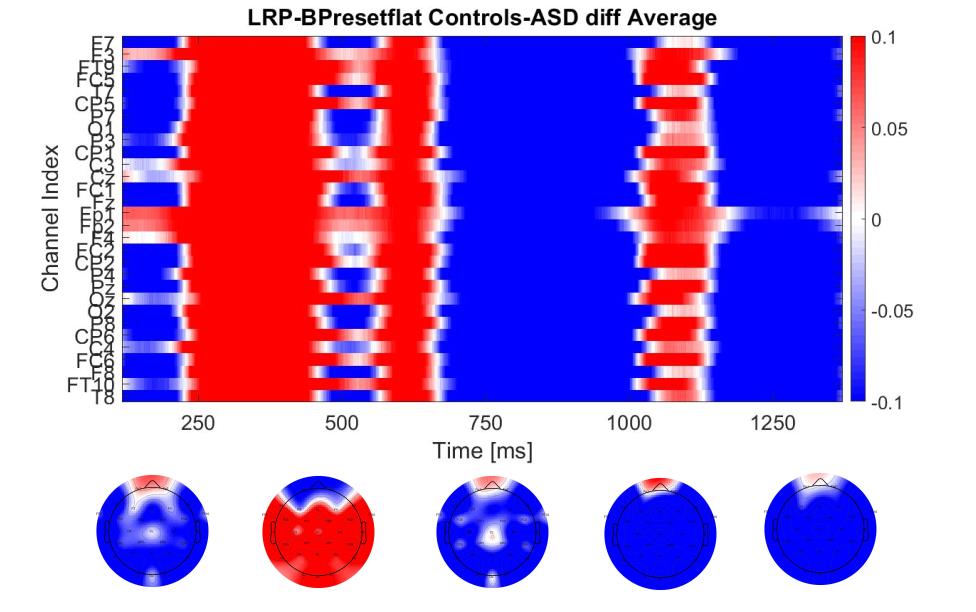 LRP-BPresetflat Controls-ASD diff Average
Channel Index
F7
F3
FT9
FC5
T7
CP5
P7
O1
P3
CP1
C3
Cz
FC1
Fz
Fp1
Fp2
F4
FC2
CP2
P4
Pz
Oz
O2
P8
CP6
C4
FC6
F8
FT10
T8
250
500
750
1000
1250
Time [ms]
0.1
0.05
0
-0.05
-0.1